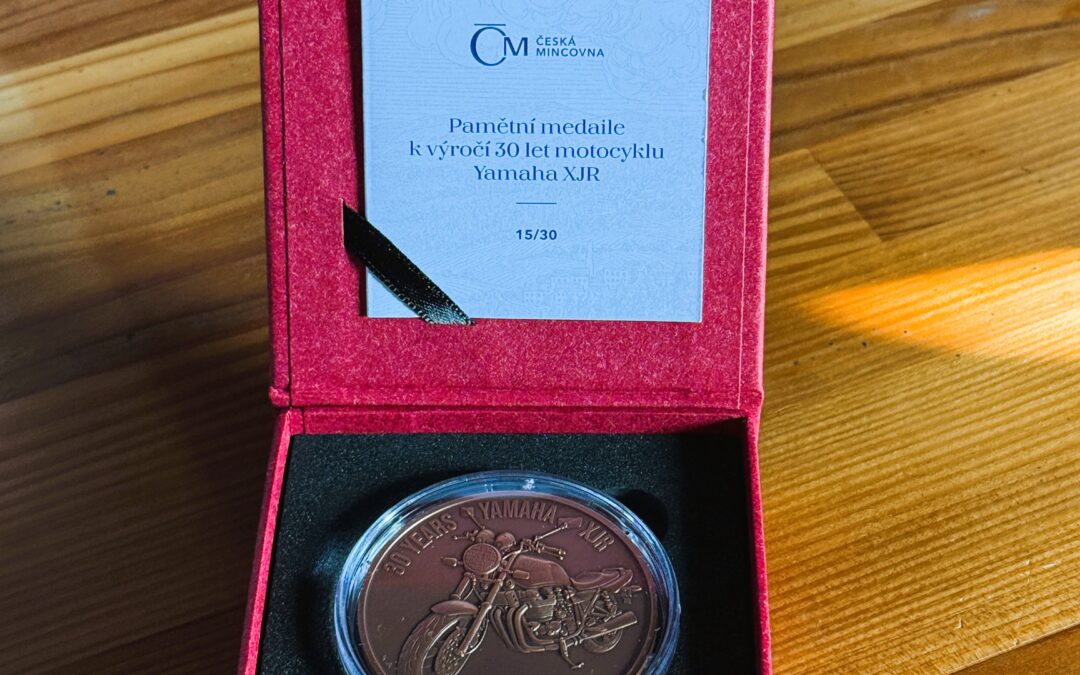 ČM ČESKÁ
MINCOVNA
Pamětní medaile
k výročí 30 let motocyklu
Yamaha XJR
15/30
30 YEARS YAMAHA XJR